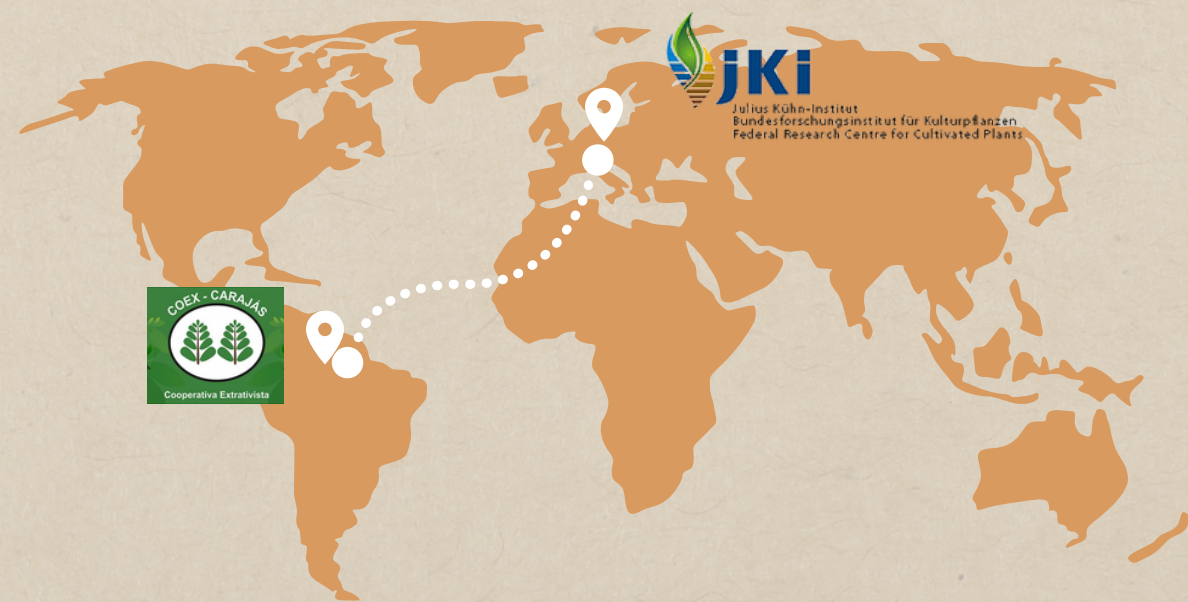 jKi
Julius Kühn-Institut
Bundesforschungsinstitut für Kulturpflanzen
Federal Research Centre for Cultivated Plants
COEX - CARAJÁS
Cooperativa Extrativista